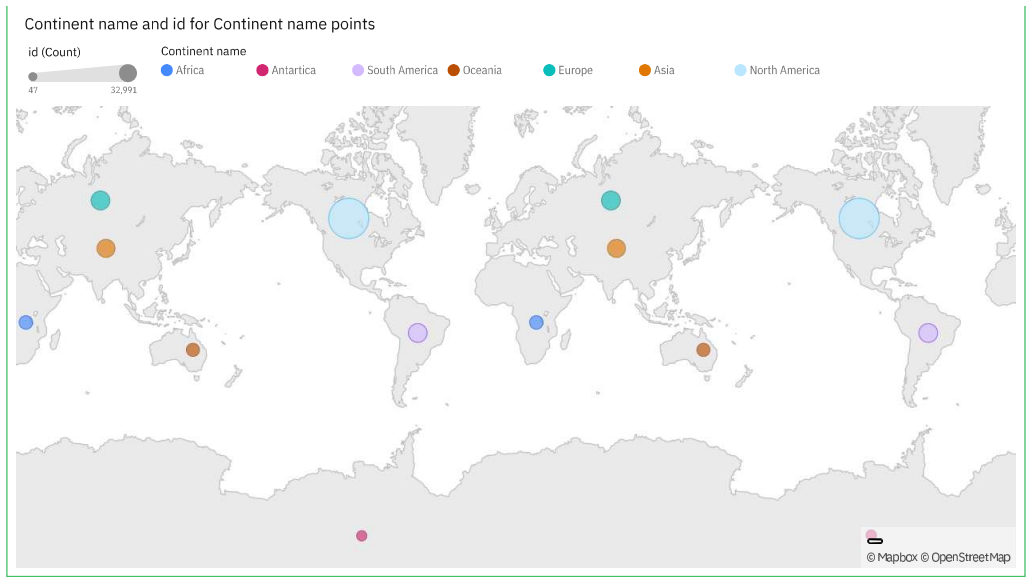 Continent name and id for Continent name points
id (Count)
47
32,991
Continent name
Africa
Antartica
South America
Oceania
Europe
Asia
North America
© Mapbox © OpenStreetMap